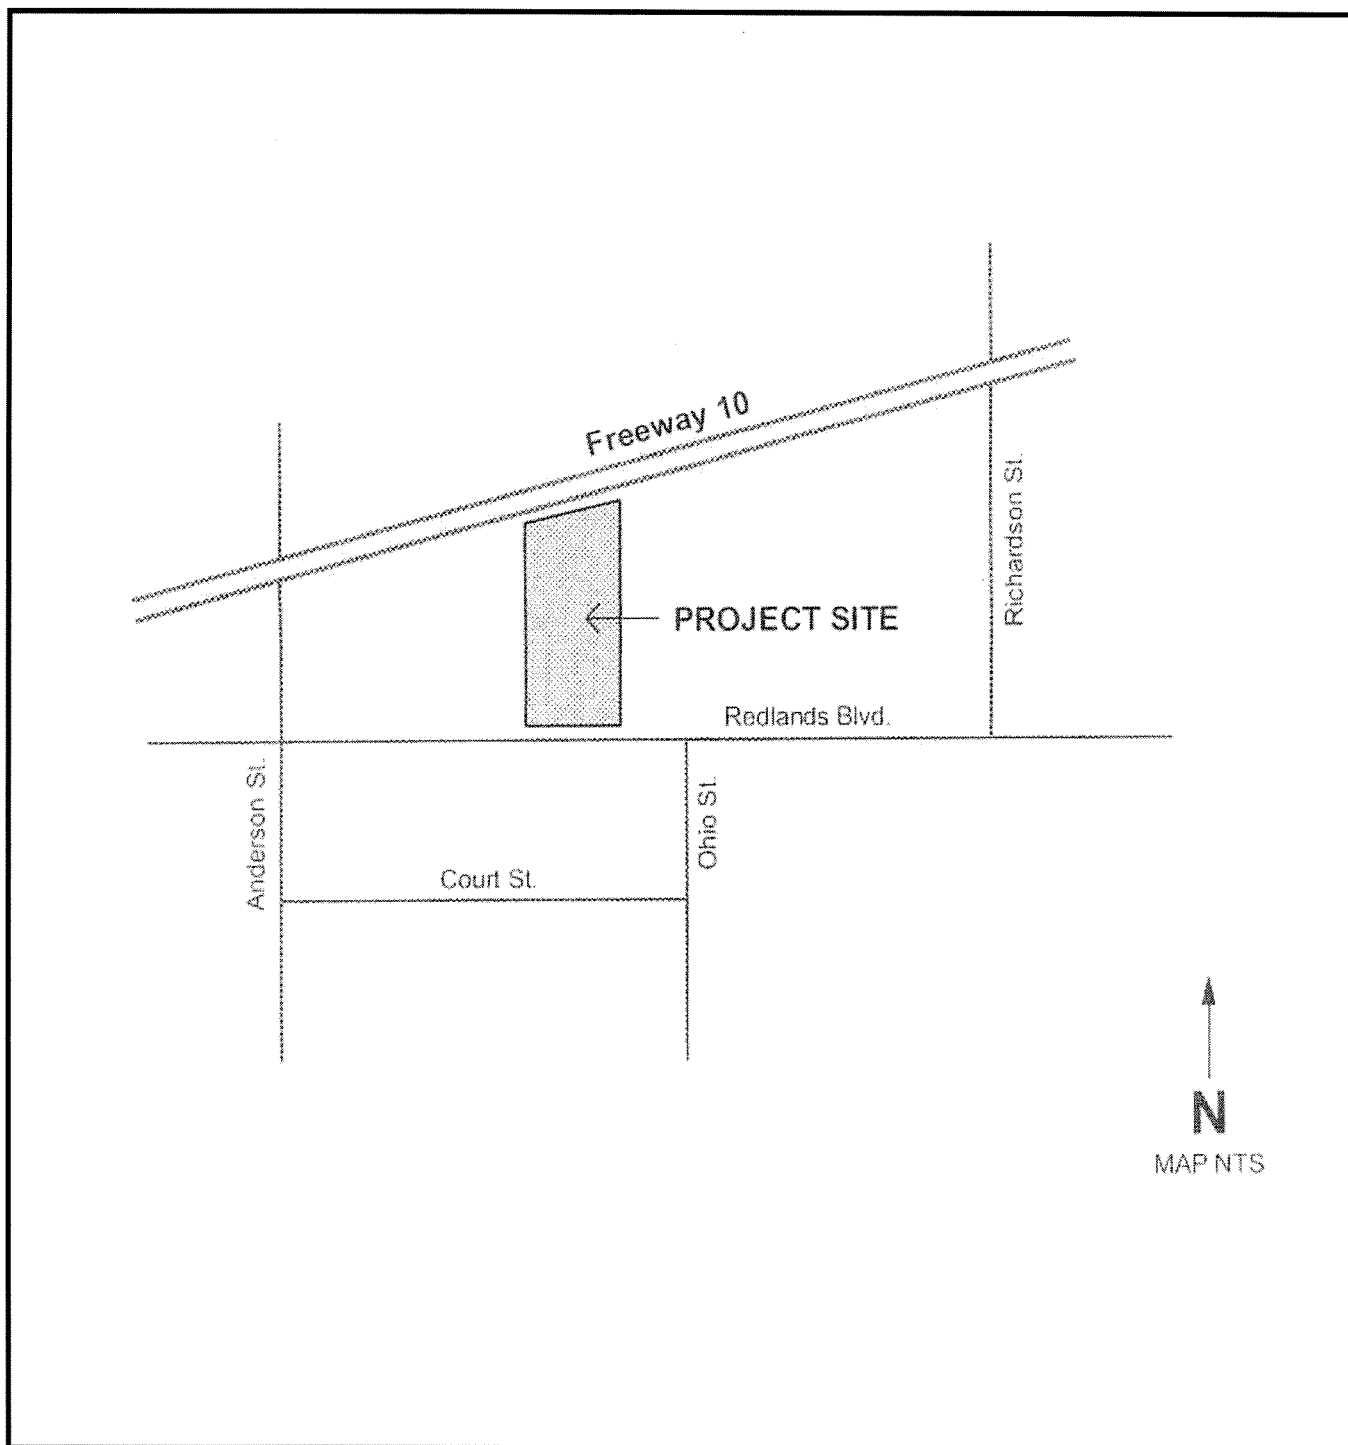 Freeway 10
Richardson St.
PROJECT SITE
Redlands Blvd.
Anderson St.
Ohio St.
Court St.
N
MAP NTS